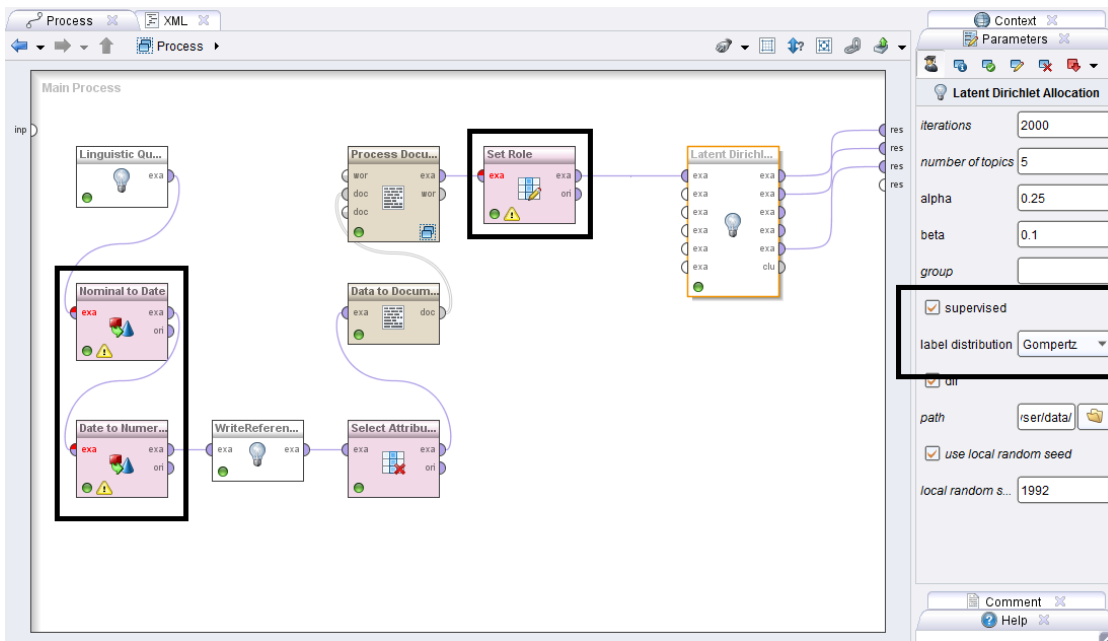 Process
XML
Process
Main Process
inp
Linguistic Qu...
exa
Nominal to Date
exa exa
ori
Date to Numer...
exa exa
ori
WriteReferen...
exa exa
Process Docu...
wor exa
doc wor
doc
Data to Docum...
exa doc
Select Attribu...
exa exa
ori
Set Role
exa exa
ori
Latent Dirichl...
exa exa
exa exa
exa exa
exa exa
exa exa
exa clu
res
res
res
res
Context
Parameters
Latent Dirichlet Allocation
iterations 2000
number of topics 5
alpha 0.25
beta 0.1
group
supervised
label distribution Gompertz
path ser/data/
use local random seed
local random s... 1992
Comment
Help